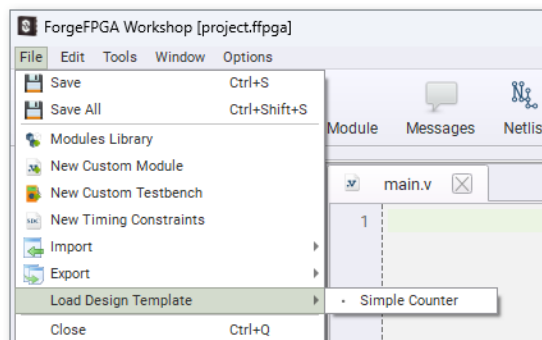 ForgeFPGA Workshop [project.ffpga]
File Edit Tools Window Options
Save Ctrl+S
Save All Ctrl+Shift+S
Modules Library
New Custom Module
New Custom Testbench
New Timing Constraints
Import
Export
Load Design Template
Close Ctrl+Q
Simple Counter
Module Messages Netlis
main.v
1